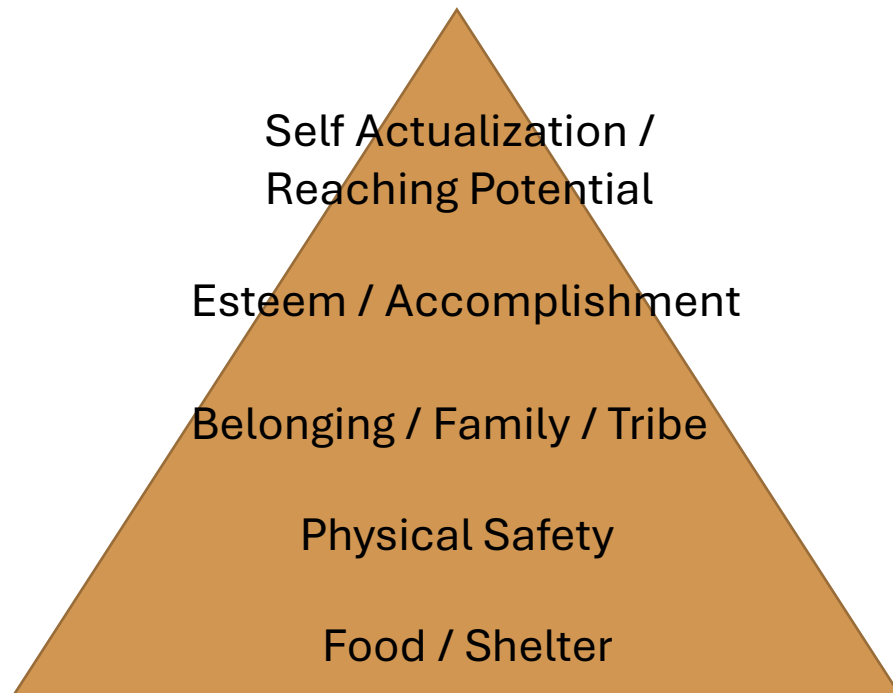 Self Actualization /
Reaching Potential
Esteem / Accomplishment
Belonging / Family / Tribe
Physical Safety
Food / Shelter